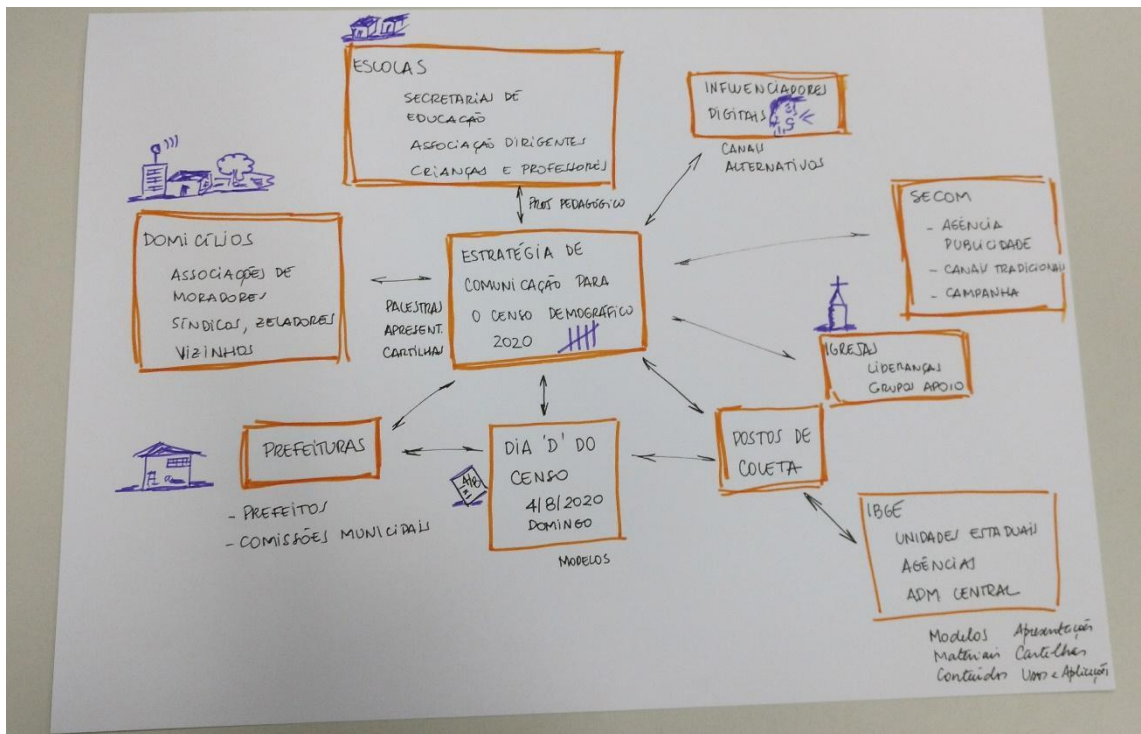 ESCOLAS
SECRETARIAS DE
EDUCAÇÃO
ASSOCIAÇÃO DIRIGENTES
CRIANÇAS E PROFESSORES
PROJ PEDAGÓGICO
INFLUENCIADORES
DIGITAIS
CANAIS
ALTERNATIVOS
DOMICÍLIOS
ASSOCIAÇÕES DE
MORADORES
SÍNDICOS, ZELADORES
VIZINHOS
PALESTRAS
APRESENT.
CARTILHAS
ESTRATÉGIA DE
COMUNICAÇÃO PARA
O CENSO DEMOGRÁFICO
2020
SECOM
- AGÊNCIA
PUBLICIDADE
- CANAIS TRADICIONAIS
- CAMPANHA
IGREJAS
LIDERANÇAS
GRUPOS APOIO
PREFEITURAS
- PREFEITOS
- COMISSÕES MUNICIPAIS
DIA 'D' DO
CENSO
4/8/2020
DOMINGO
MODELOS
POSTOS DE
COLETA
IBGE
UNIDADES ESTADUAIS
AGÊNCIAS
ADM CENTRAL
Modelos Apresentações
Materiais Cartilhas
Conteúdos Usos e Aplicações